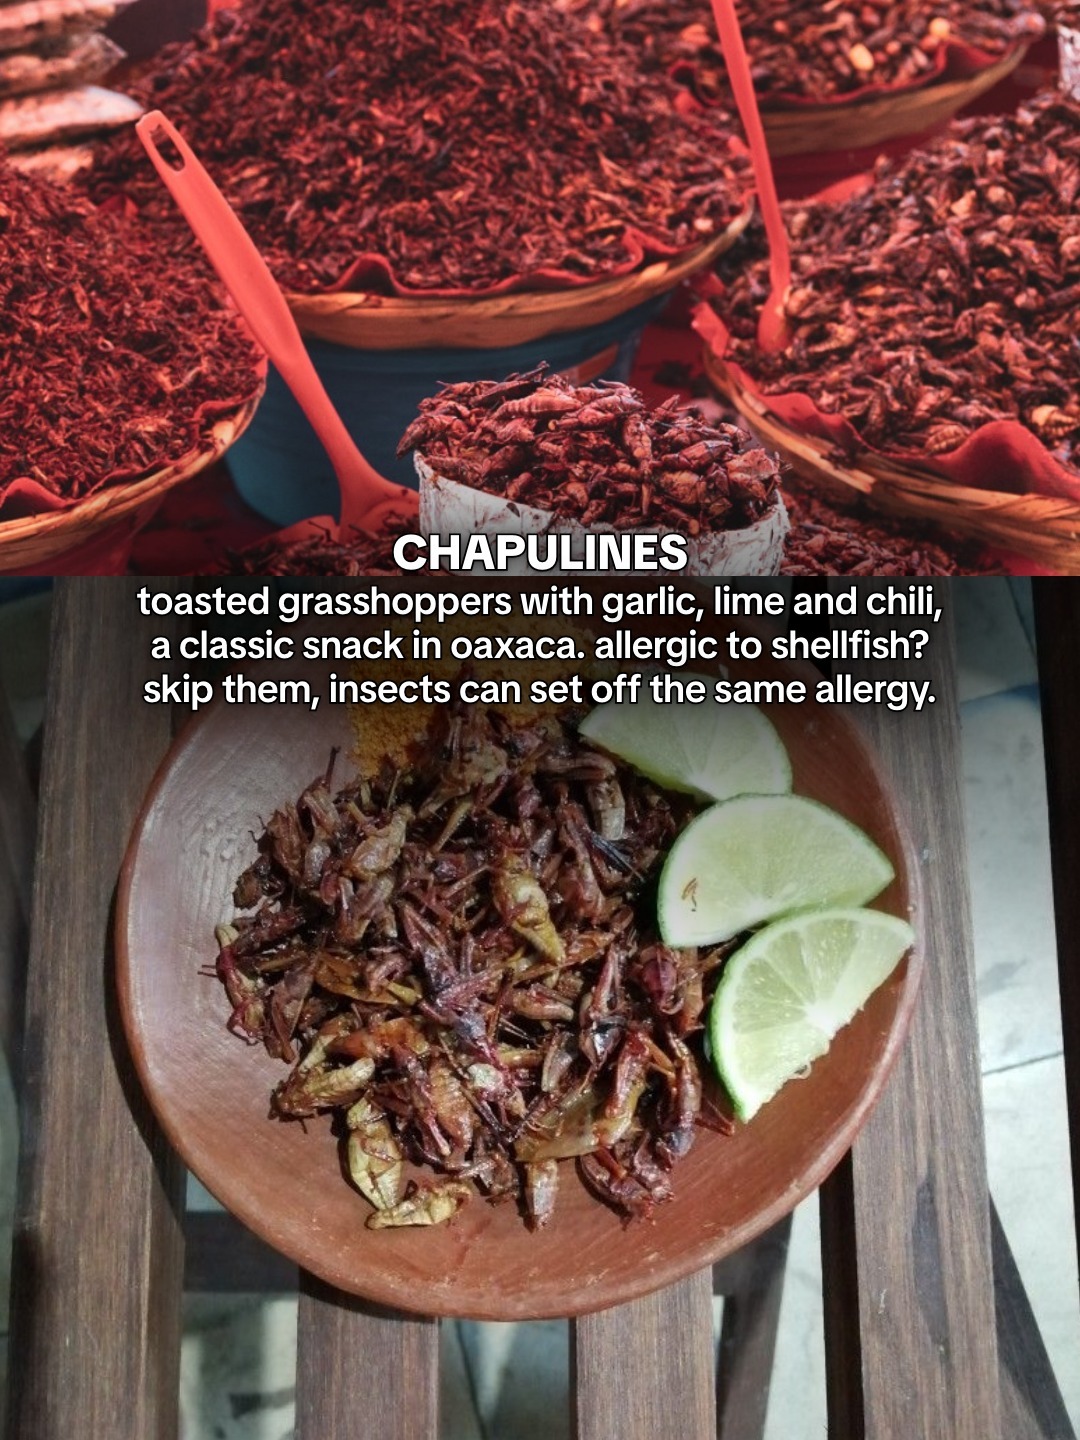 CHAPULINES
toasted grasshoppers with garlic, lime and chili,
a classic snack in oaxaca. allergic to shellfish?
skip them, insects can set off the same allergy.